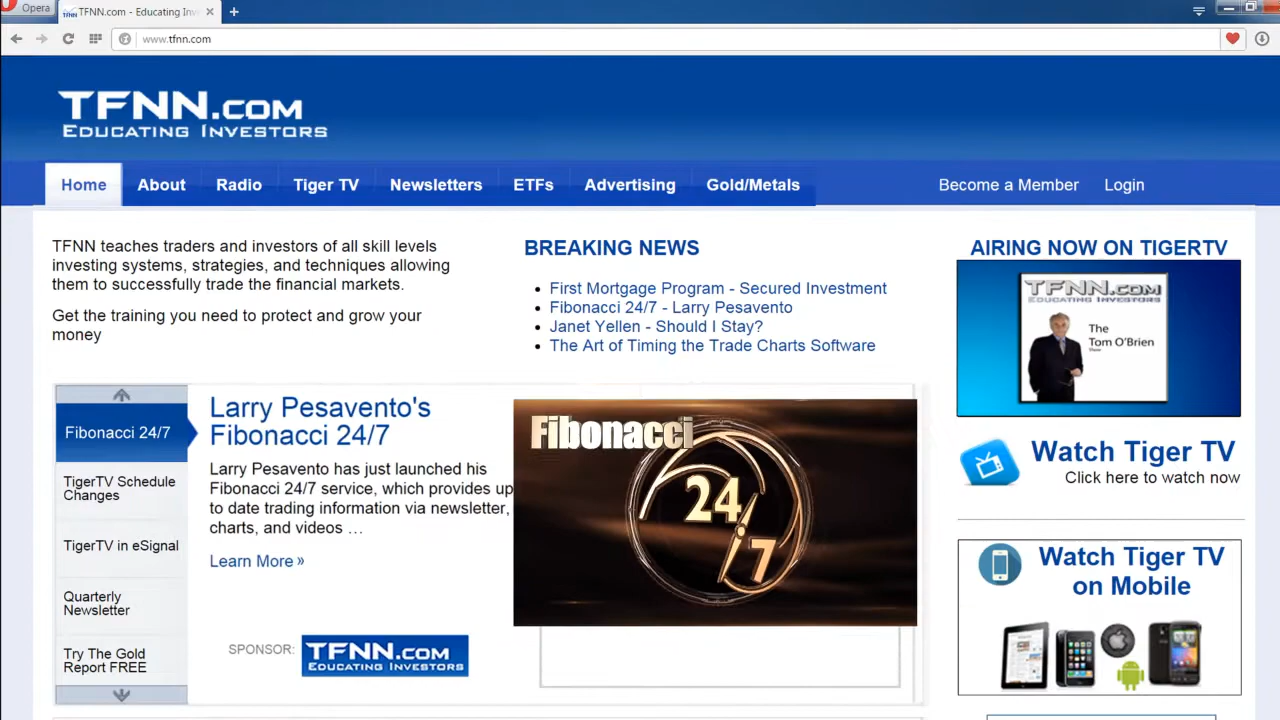 Opera
TFNN.com - Educating Inv
www.tfnn.com
TFNN.COM
EDUCATING INVESTORS
Home
About
Radio
Tiger TV
Newsletters
ETFs
Advertising
Gold/Metals
Become a Member
Login
TFNN teaches traders and investors of all skill levels
investing systems, strategies, and techniques allowing
them to successfully trade the financial markets.
Get the training you need to protect and grow your
money
BREAKING NEWS
First Mortgage Program - Secured Investment
Fibonacci 24/7 - Larry Pesavento
Janet Yellen - Should I Stay?
The Art of Timing the Trade Charts Software
AIRING NOW ON TIGERTV
TFNN.COM
EDUCATING INVESTORS
The
Tom O'Brien
Show
Watch Tiger TV
Click here to watch now
Watch Tiger TV
on Mobile
Fibonacci 24/7
TigerTV Schedule
Changes
TigerTV in eSignal
Quarterly
Newsletter
Try The Gold
Report FREE
Larry Pesavento's
Fibonacci 24/7
Larry Pesavento has just launched his
Fibonacci 24/7 service, which provides up
to date trading information via newsletter,
charts, and videos …
Learn More »
Fibonacci
24/7
SPONSOR:
TFNN.COM
EDUCATING INVESTORS